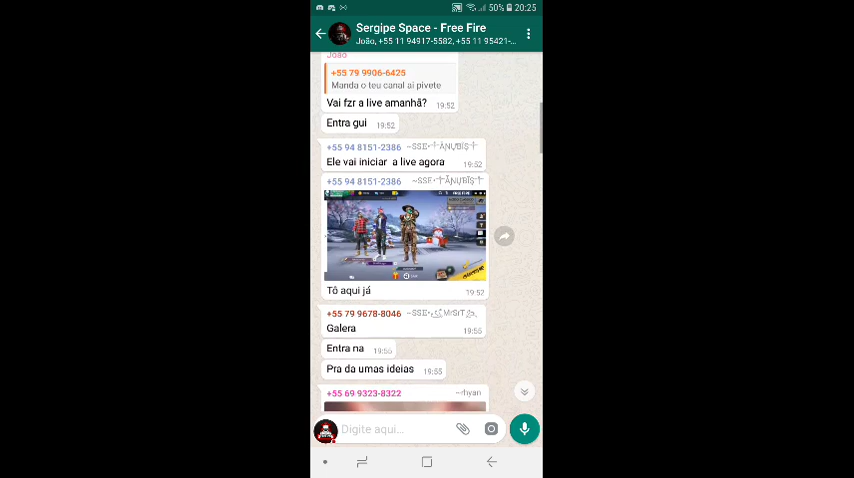 50% 20:25
Sergipe Space - Free Fire
João, +55 11 94917-5582, +55 11 95421-...
João
+55 79 9906-6425
Manda o teu canal ai pivete
Vai fzr a live amanhã? 19:52
Entra gui 19:52
+55 94 8151-2386
Ele vai iniciar a live agora 19:52
+55 94 8151-2386
Tô aqui já 19:52
+55 79 9678-8046
Galera 19:55
Entra na 19:55
Pra da umas ideias 19:55
+55 69 9323-8322 ~rhyan
Digite aqui...